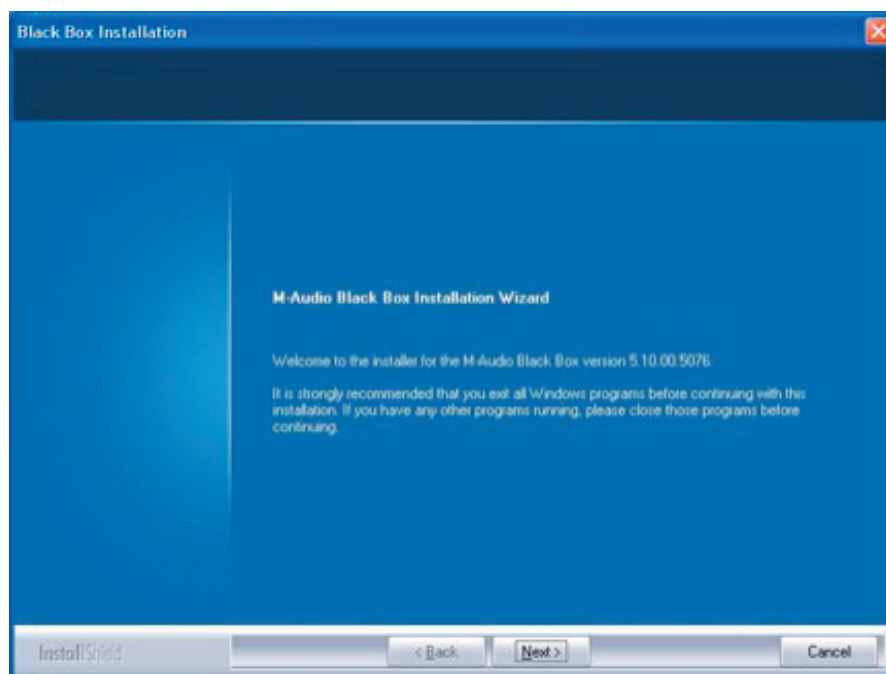 Black Box Installation
M-Audio Black Box Installation Wizard
Welcome to the installer for the M-Audio Black Box version 5.10.00.5076.
It is strongly recommended that you exit all Windows programs before continuing with this
installation. If you have any other programs running, please close those programs before
continuing.
InstallShield
< Back
Next >
Cancel